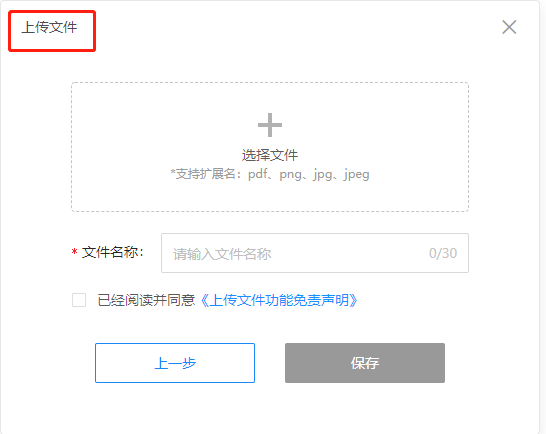 上传文件
选择文件
*支持扩展名：pdf、png、jpg、jpeg
* 文件名称： 请输入文件名称 0/30
已经阅读并同意《上传文件功能免责声明》
上一步 保存